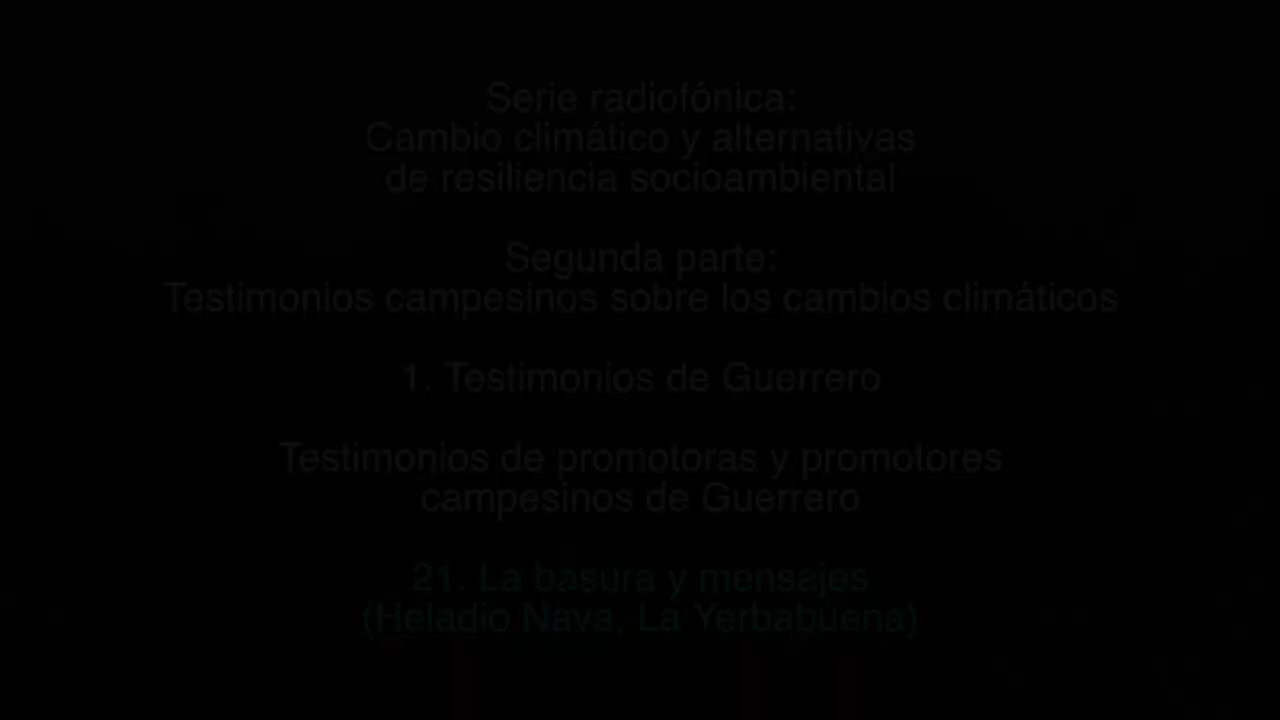 Serie radiofónica:
Cambio climático y alternativas
de resiliencia socioambiental
Segunda parte:
Testimonios campesinos sobre los cambios climáticos
1. Testimonios de Guerrero
Testimonios de promotoras y promotores
campesinos de Guerrero
21. La basura y mensajes
(Heladio Nava, La Yerbabuena)